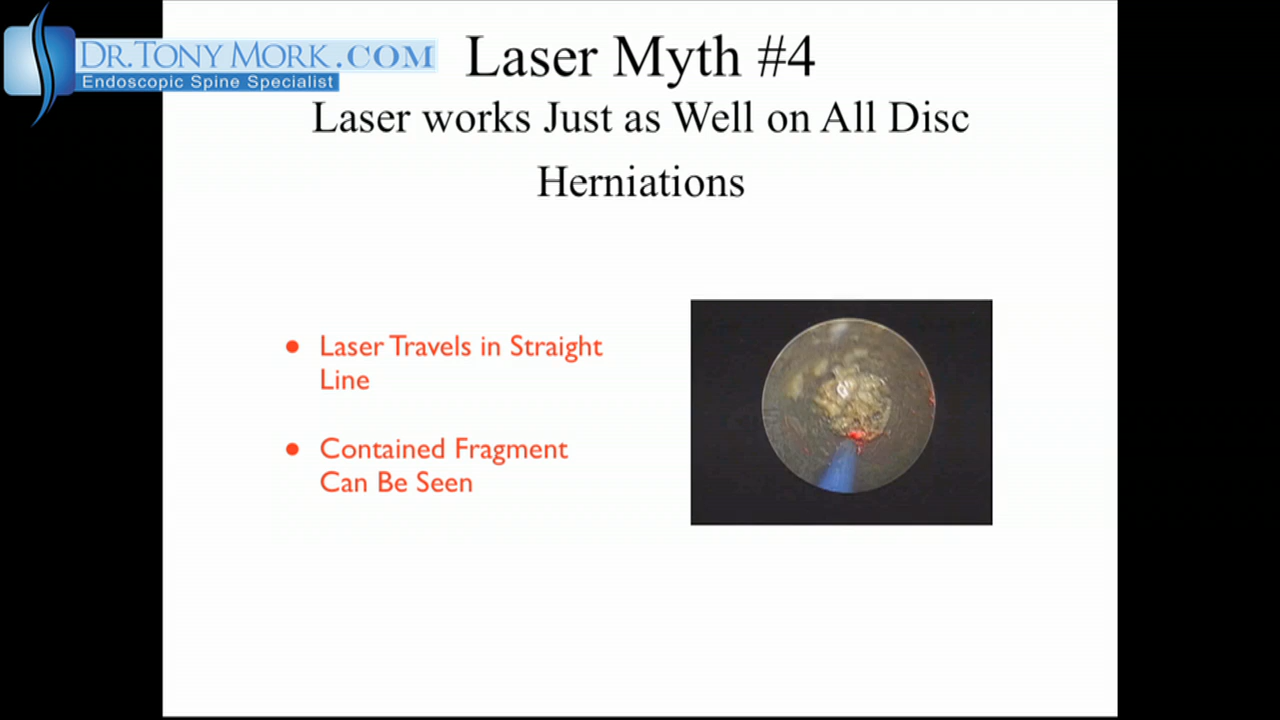 DR.TONY MORK.COM
Endoscopic Spine Specialist
Laser Myth #4
Laser works Just as Well on All Disc
Herniations
• Laser Travels in Straight
Line
• Contained Fragment
Can Be Seen